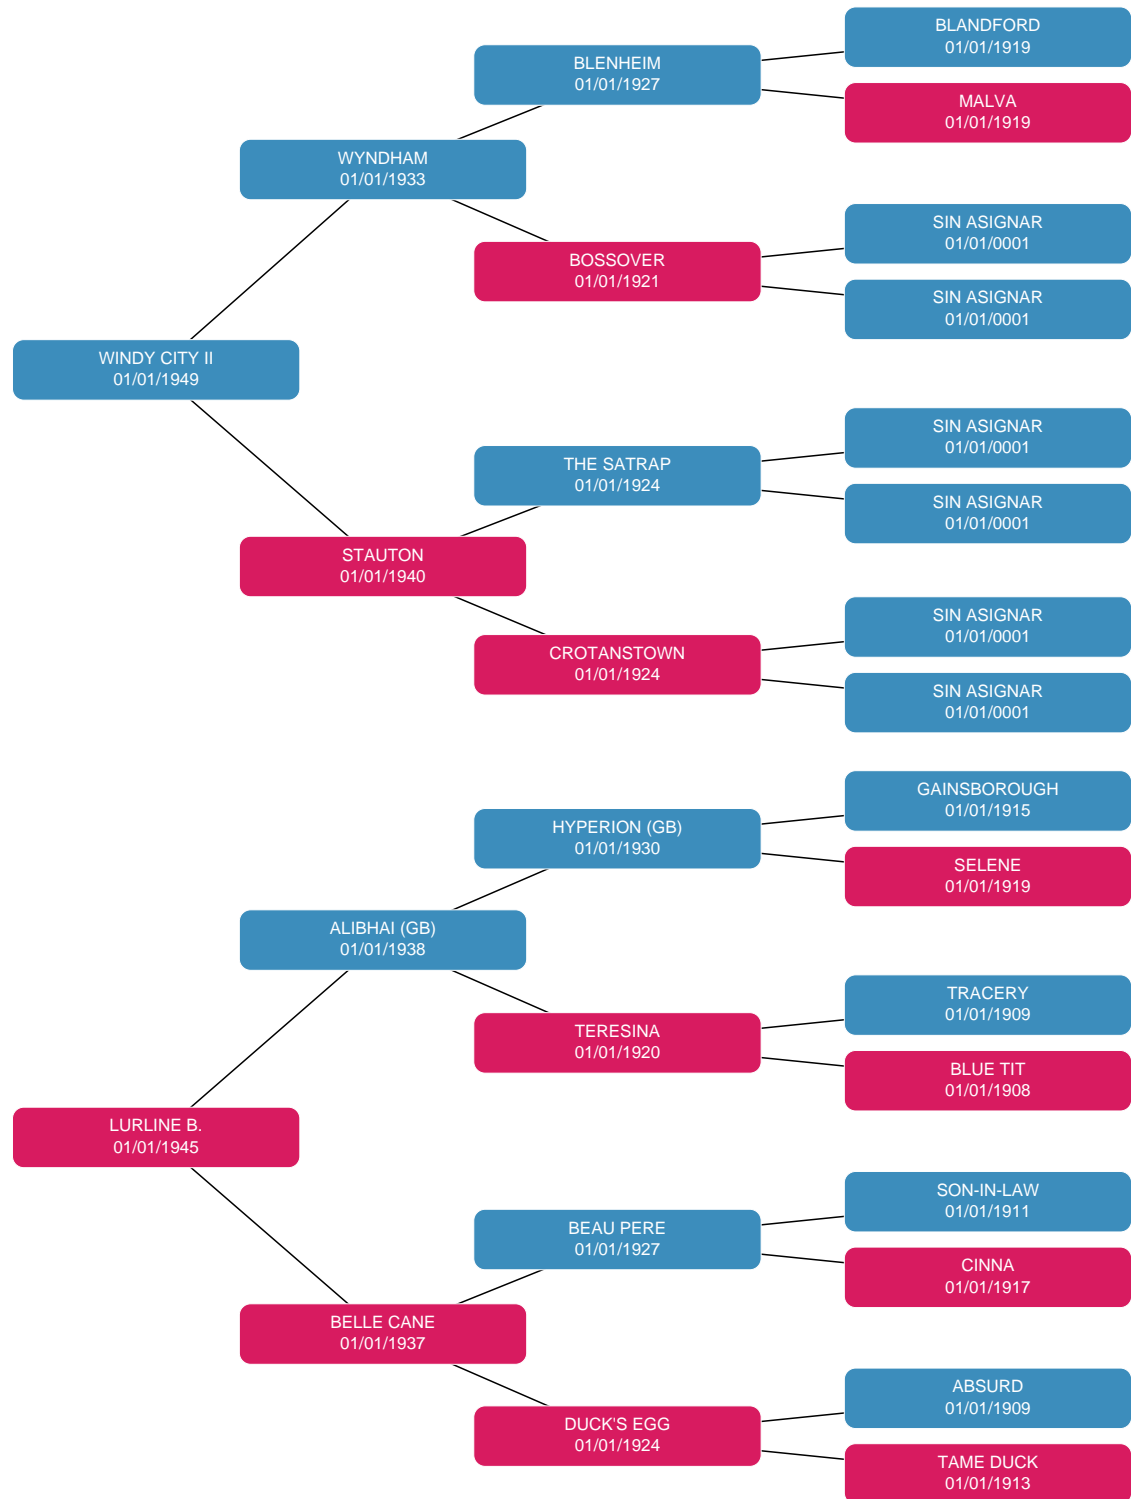 BLANDFORD
01/01/1919
BLENHEIM
01/01/1927
MALVA
01/01/1919
WYNDHAM
01/01/1933
SIN ASIGNAR
01/01/0001
BOSSOVER
01/01/1921
SIN ASIGNAR
01/01/0001
WINDY CITY II
01/01/1949
SIN ASIGNAR
01/01/0001
THE SATRAP
01/01/1924
SIN ASIGNAR
01/01/0001
STAUTON
01/01/1940
SIN ASIGNAR
01/01/0001
CROTANSTOWN
01/01/1924
SIN ASIGNAR
01/01/0001
GAINSBOROUGH
01/01/1915
HYPERION (GB)
01/01/1930
SELENE
01/01/1919
ALIBHAI (GB)
01/01/1938
TRACERY
01/01/1909
TERESINA
01/01/1920
BLUE TIT
01/01/1908
LURLINE B.
01/01/1945
SON-IN-LAW
01/01/1911
BEAU PERE
01/01/1927
CINNA
01/01/1917
BELLE CANE
01/01/1937
ABSURD
01/01/1909
DUCK'S EGG
01/01/1924
TAME DUCK
01/01/1913